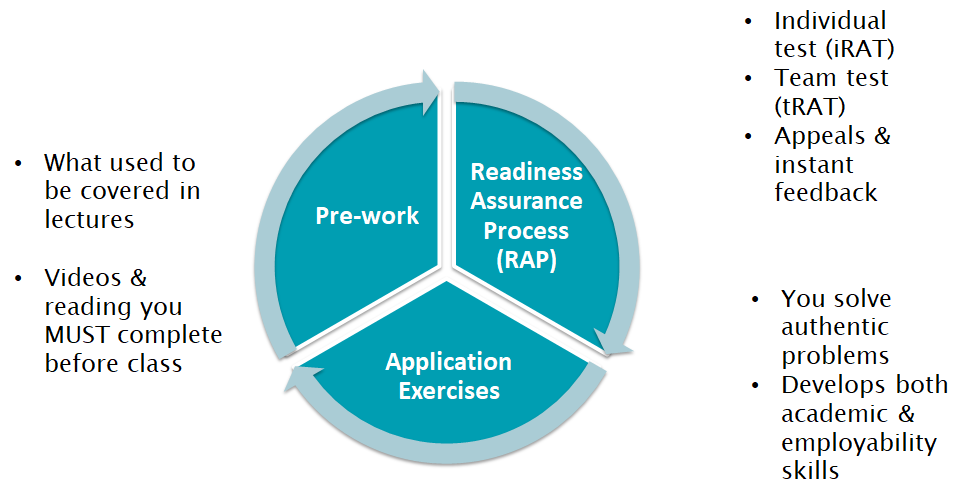 • What used to
be covered in
lectures
• Videos &
reading you
MUST complete
before class
Pre-work
Readiness
Assurance
Process
(RAP)
Application
Exercises
• Individual
test (iRAT)
• Team test
(tRAT)
• Appeals &
instant
feedback
• You solve
authentic
problems
• Develops both
academic &
employability
skills